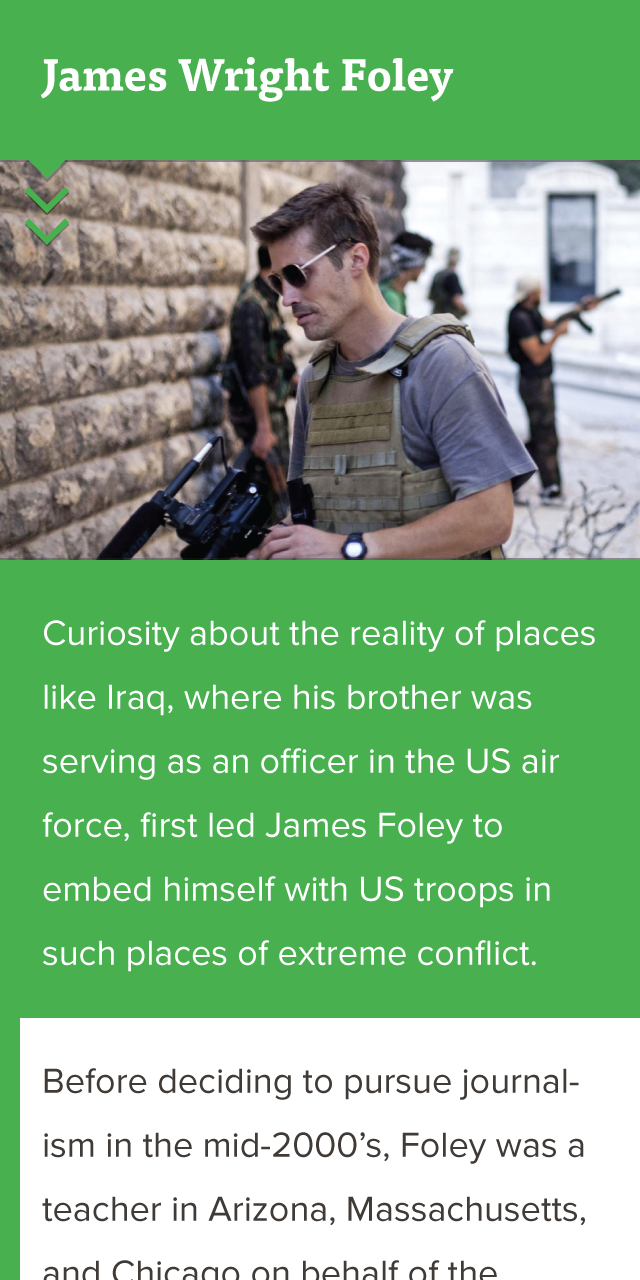 James Wright Foley
Curiosity about the reality of places
like Iraq, where his brother was
serving as an officer in the US air
force, first led James Foley to
embed himself with US troops in
such places of extreme conflict.
Before deciding to pursue journal-
ism in the mid-2000’s, Foley was a
teacher in Arizona, Massachusetts,
and Chicago on behalf of the